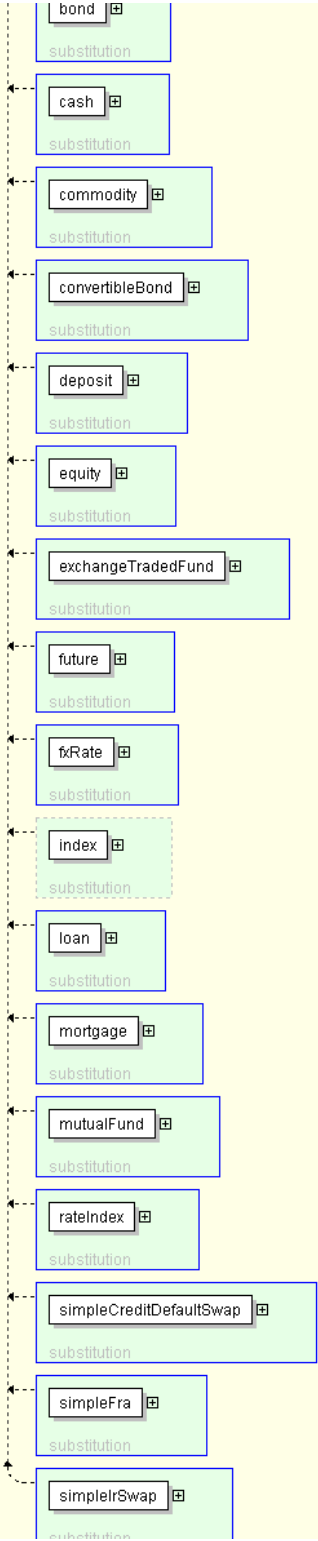 bond
substitution
cash
substitution
commodity
substitution
convertibleBond
substitution
deposit
substitution
equity
substitution
exchangeTradedFund
substitution
future
substitution
fxRate
substitution
index
substitution
loan
substitution
mortgage
substitution
mutualFund
substitution
rateIndex
substitution
simpleCreditDefaultSwap
substitution
simpleFra
substitution
simpleIrSwap
substitution